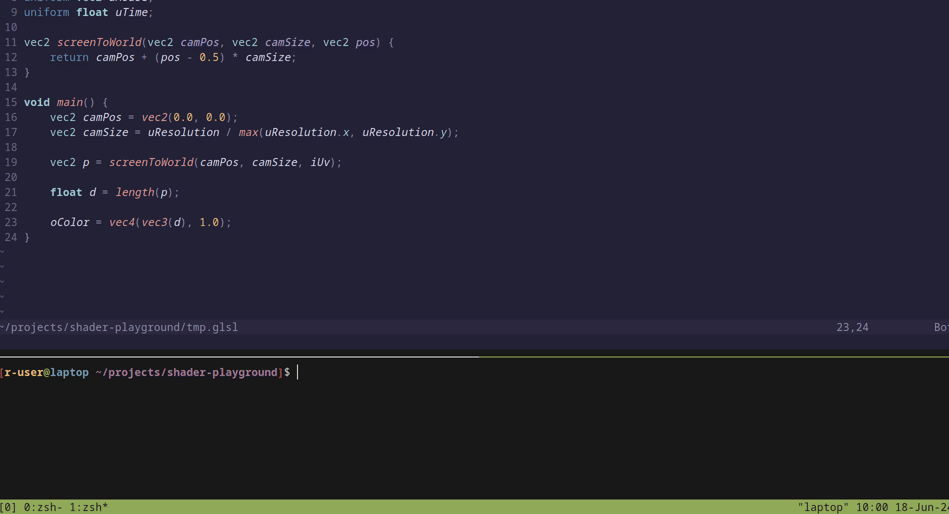 9 uniform float uTime;
10
11 vec2 screenToWorld(vec2 camPos, vec2 camSize, vec2 pos) {
12     return camPos + (pos - 0.5) * camSize;
13 }
14
15 void main() {
16     vec2 camPos = vec2(0.0, 0.0);
17     vec2 camSize = uResolution / max(uResolution.x, uResolution.y);
18
19     vec2 p = screenToWorld(camPos, camSize, iUv);
20
21     float d = length(p);
22
23     oColor = vec4(vec3(d), 1.0);
24 }
~
~
~
~
~
~/projects/shader-playground/tmp.glsl 23,24 Bo
[r-user@laptop ~/projects/shader-playground]$
[0] 0:zsh- 1:zsh* "laptop" 10:00 18-Jun-2